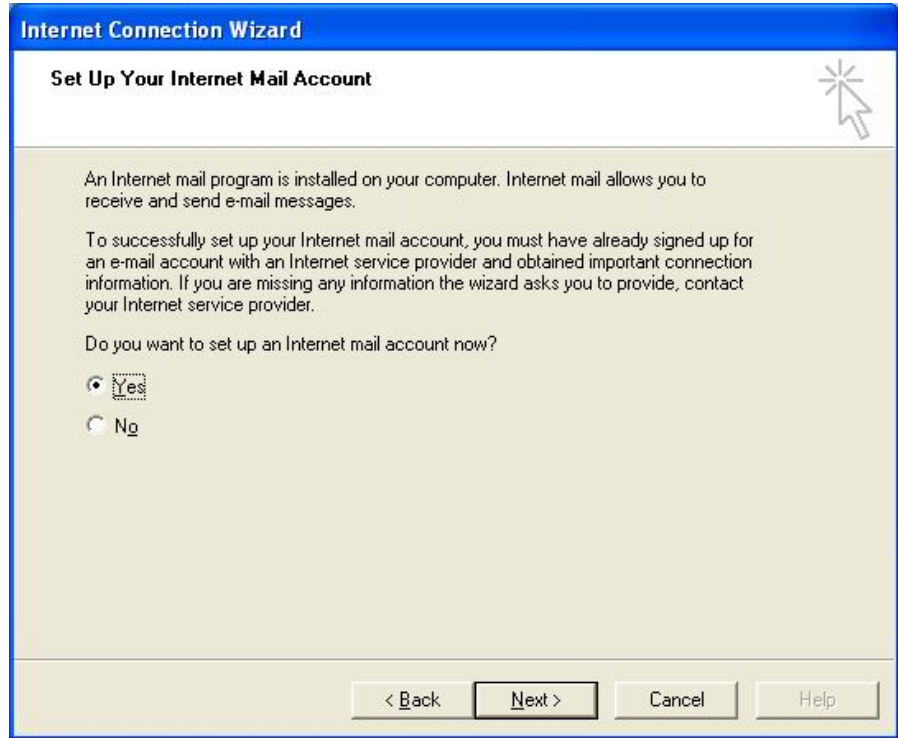 Internet Connection Wizard
Set Up Your Internet Mail Account
An Internet mail program is installed on your computer. Internet mail allows you to
receive and send e-mail messages.
To successfully set up your Internet mail account, you must have already signed up for
an e-mail account with an Internet service provider and obtained important connection
information. If you are missing any information the wizard asks you to provide, contact
your Internet service provider.
Do you want to set up an Internet mail account now?
Yes
No
< Back Next > Cancel Help